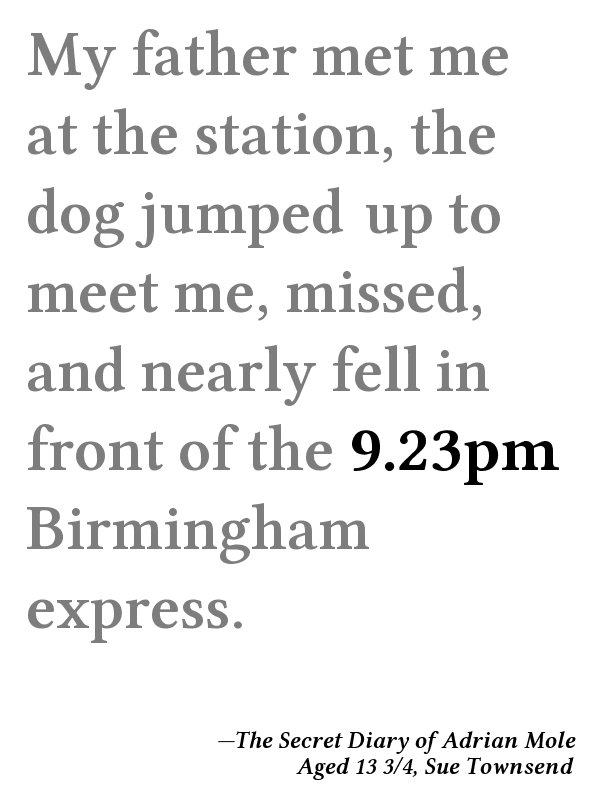 My father met me
at the station, the
dog jumped up to
meet me, missed,
and nearly fell in
front of the 9.23pm
Birmingham
express.
—The Secret Diary of Adrian Mole
Aged 13 3/4, Sue Townsend